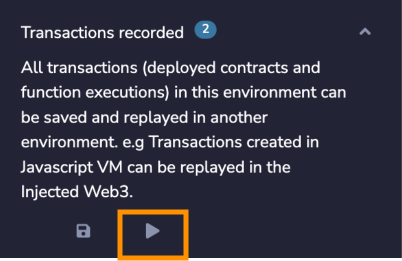 Transactions recorded 2
All transactions (deployed contracts and
function executions) in this environment can
be saved and replayed in another
environment. e.g Transactions created in
Javascript VM can be replayed in the
Injected Web3.